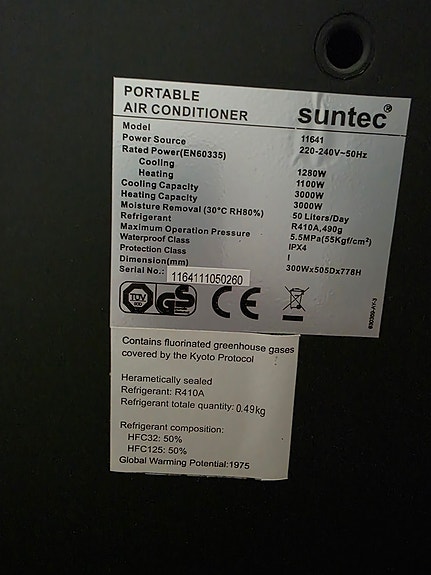 PORTABLE
AIR CONDITIONER
suntec®
Model 11641
Power Source 220-240V~50Hz
Rated Power(EN60335)
Cooling 1280W
Heating 1100W
Cooling Capacity 3000W
Heating Capacity 3000W
Moisture Removal (30°C RH80%) 50 Liters/Day
Refrigerant R410A,490g
Maximum Operation Pressure 5.5MPa(55Kgf/cm²)
Waterproof Class IPX4
Protection Class I
Dimension(mm) 300Wx505Dx778H
Serial No.: 1164111050260
TÜV
GS
CE
Contains fluorinated greenhouse gases
covered by the Kyoto Protocol
Herametically sealed
Refrigerant: R410A
Refrigerant totale quantity: 0.49kg
Refrigerant composition:
HFC32: 50%
HFC125: 50%
Global Warming Potential:1975